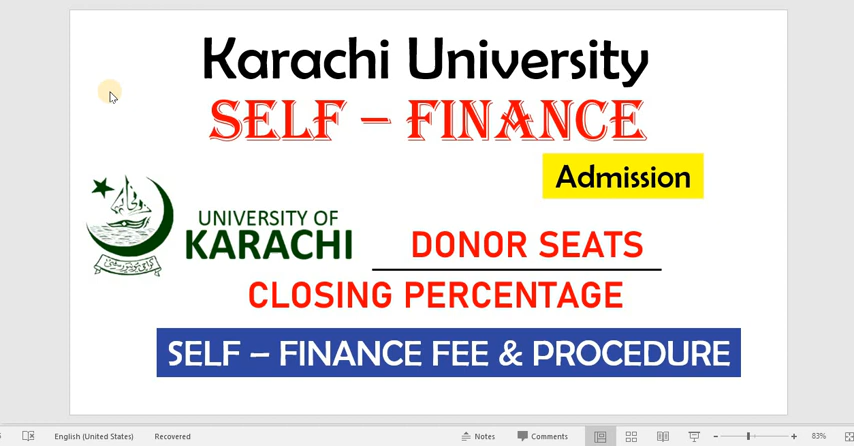 Karachi University
SELF – FINANCE
Admission
UNIVERSITY OF
KARACHI
DONOR SEATS
CLOSING PERCENTAGE
SELF – FINANCE FEE & PROCEDURE
English (United States) Recovered Notes Comments 83%